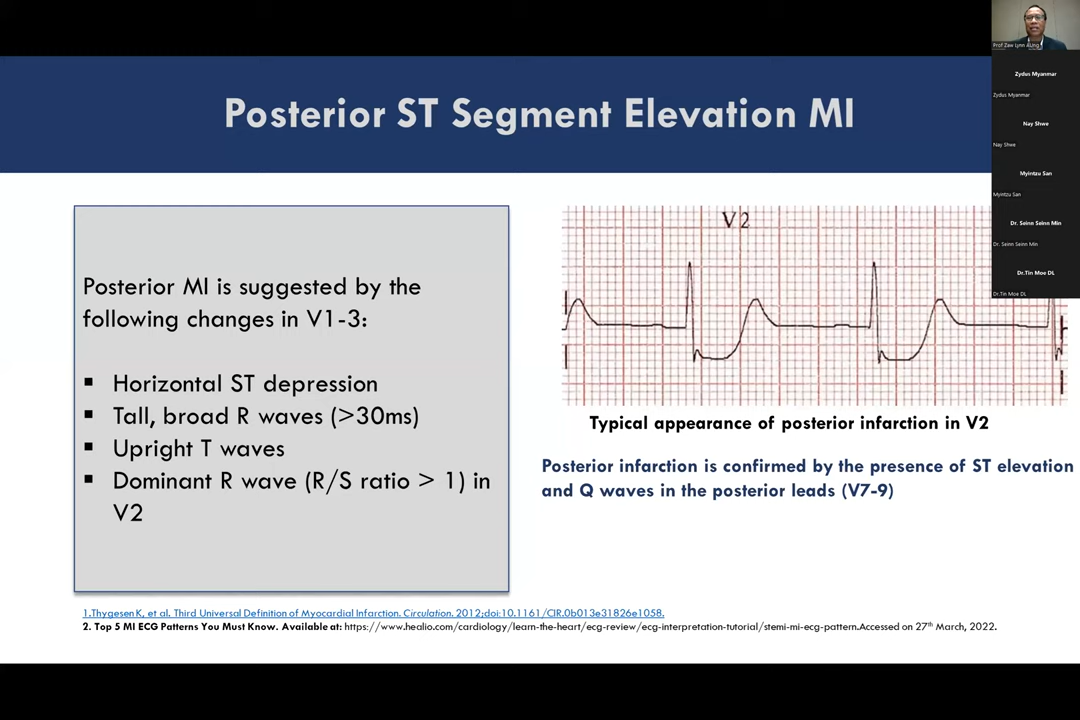 Posterior ST Segment Elevation MI
Prof Zaw Lynn Aung
Zydus Myanmar
Zydus Myanmar
Nay Shwe
Nay Shwe
Myintzu San
Myintzu San
Dr. Seinn Seinn Min
Dr. Seinn Seinn Min
Dr.Tin Moe DL
Dr.Tin Moe DL
Posterior MI is suggested by the
following changes in V1-3:
▪ Horizontal ST depression
▪ Tall, broad R waves (>30ms)
▪ Upright T waves
▪ Dominant R wave (R/S ratio > 1) in
V2
V2
Typical appearance of posterior infarction in V2
Posterior infarction is confirmed by the presence of ST elevation
and Q waves in the posterior leads (V7-9)
1.Thygesen K, et al. Third Universal Definition of Myocardial Infarction. Circulation. 2012;doi:10.1161/CIR.0b013e31826e1058.
2. Top 5 MI ECG Patterns You Must Know. Available at: https://www.healio.com/cardiology/learn-the-heart/ecg-review/ecg-interpretation-tutorial/stemi-mi-ecg-pattern.Accessed on 27th March, 2022.